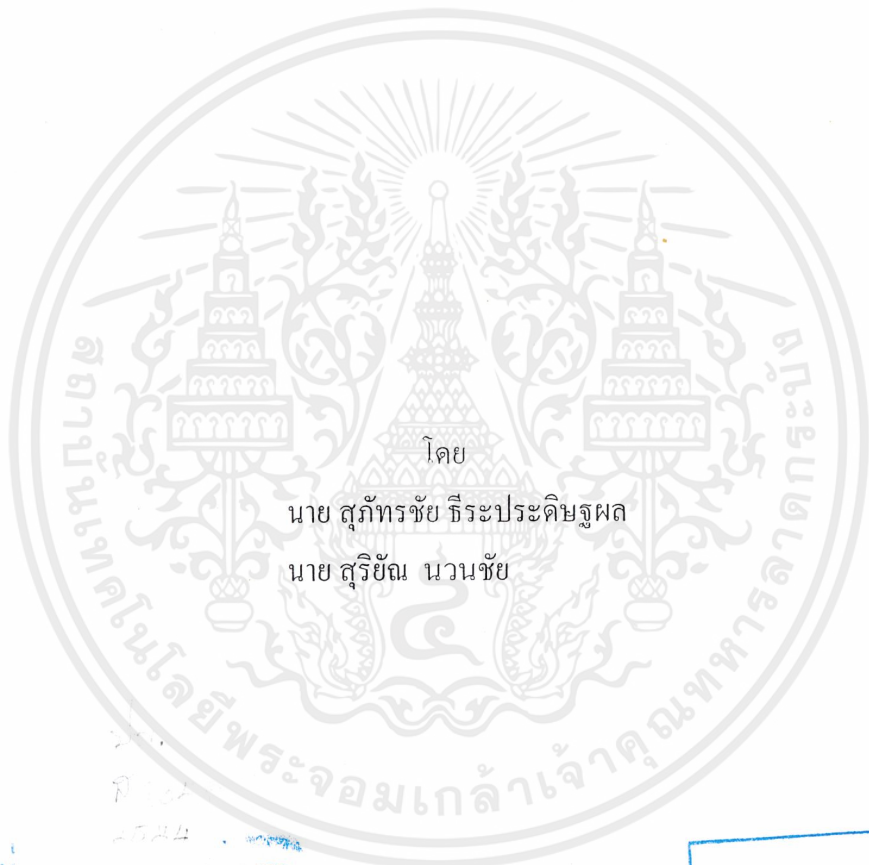 โดย
นาย สุภัทรชัย ธีระประดิษฐผล
นาย สุริยัณ นวนชัย
๔
สถาบันเทคโนโลยีพระจอมเกล้าเจ้าคุณทหารลาดกระบัง